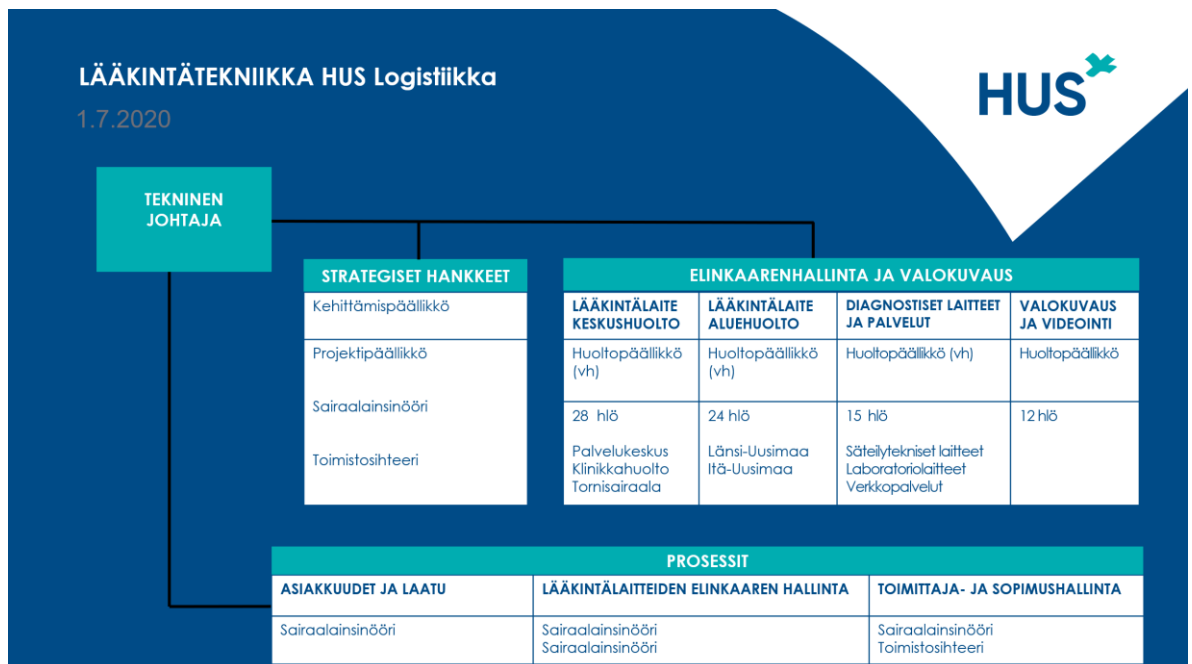 LÄÄKINTÄTEKNIIKKA HUS Logistiikka
1.7.2020
HUS
TEKNINEN
JOHTAJA
STRATEGISET HANKKEET
Kehittämispäällikkö
Projektipäällikkö
Sairaalainsinööri
Toimistosihteeri
ELINKAARENHALLINTA JA VALOKUVAUS
LÄÄKINTÄLAITE
KESKUSHUOLTO
Huoltopäällikkö
(vh)
28 hlö
Palvelukeskus
Klinikkahuolto
Tornisairaala
LÄÄKINTÄLAITE
ALUEHUOLTO
Huoltopäällikkö
(vh)
24 hlö
Länsi-Uusimaa
Itä-Uusimaa
DIAGNOSTISET LAITTEET
JA PALVELUT
Huoltopäällikkö (vh)
15 hlö
Säteilytekniset laitteet
Laboratoriolaitteet
Verkkopalvelut
VALOKUVAUS
JA VIDEOINTI
Huoltopäällikkö
12 hlö
PROSESSIT
ASIAKKUUDET JA LAATU
Sairaalainsinööri
LÄÄKINTÄLAITTEIDEN ELINKAAREN HALLINTA
Sairaalainsinööri
Sairaalainsinööri
TOIMITTAJA- JA SOPIMUSHALLINTA
Sairaalainsinööri
Toimistosihteeri